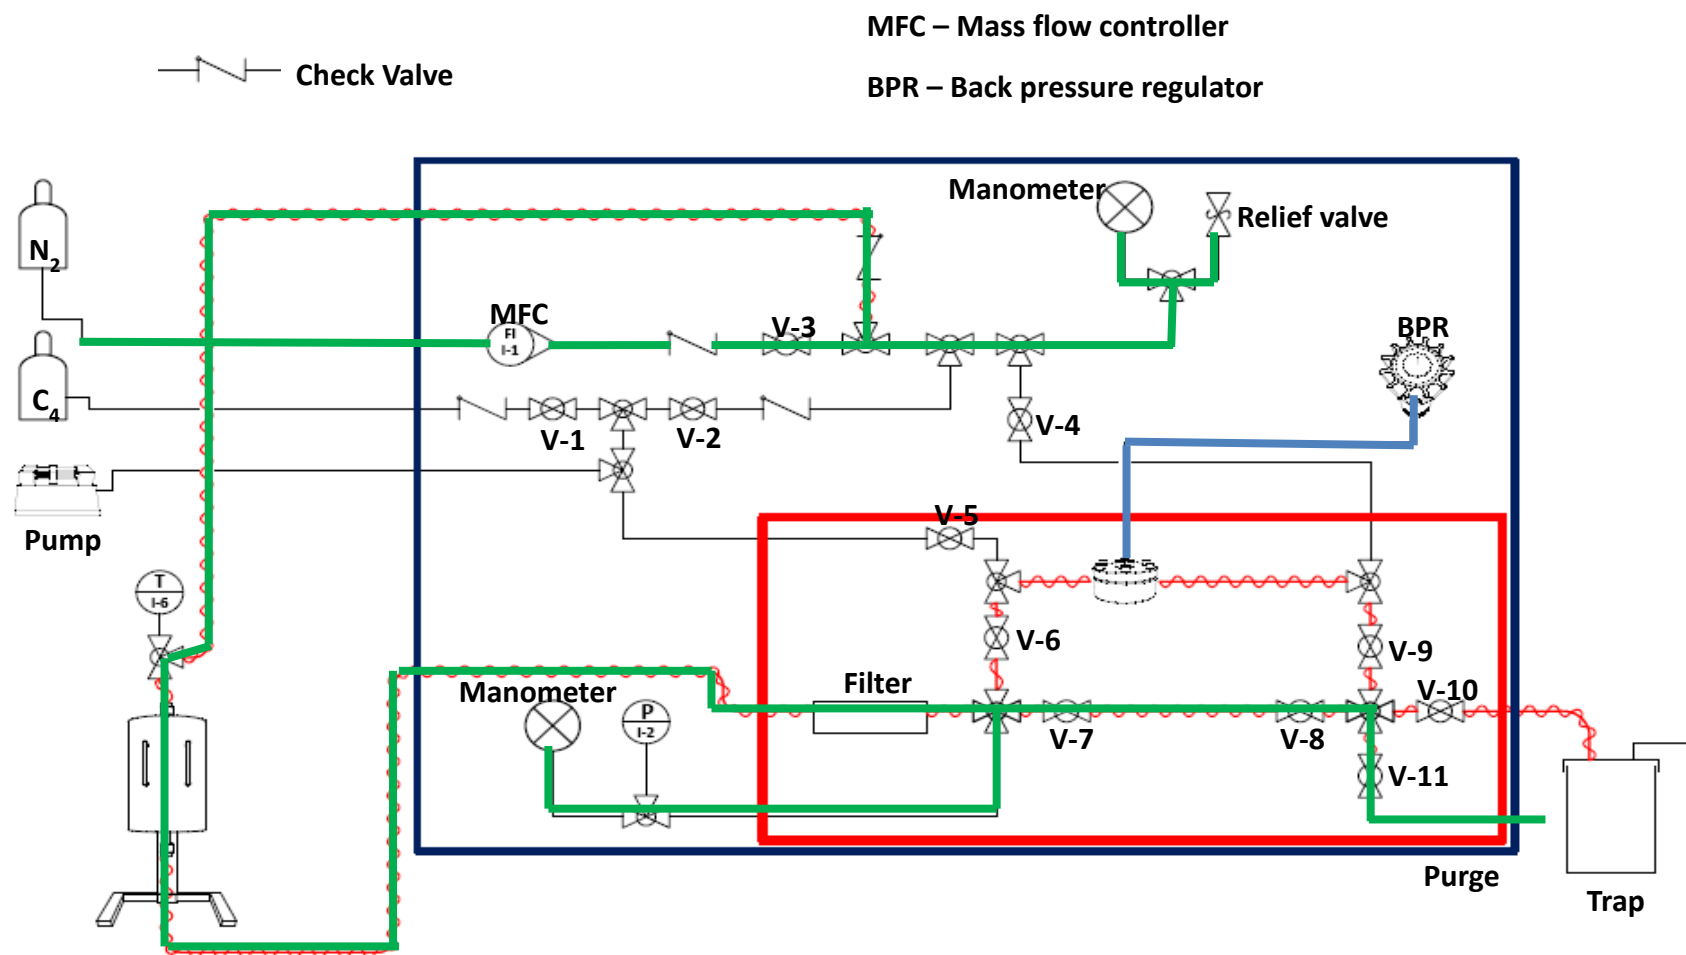 MFC – Mass flow controller
Check Valve
BPR – Back pressure regulator
Manometer
Relief valve
N2
MFC
FI
I-1
V-3
BPR
C4
V-1
V-2
V-4
Pump
V-5
T
I-6
V-6
V-9
Manometer
P
I-2
Filter
V-10
V-7
V-8
V-11
Purge
Trap